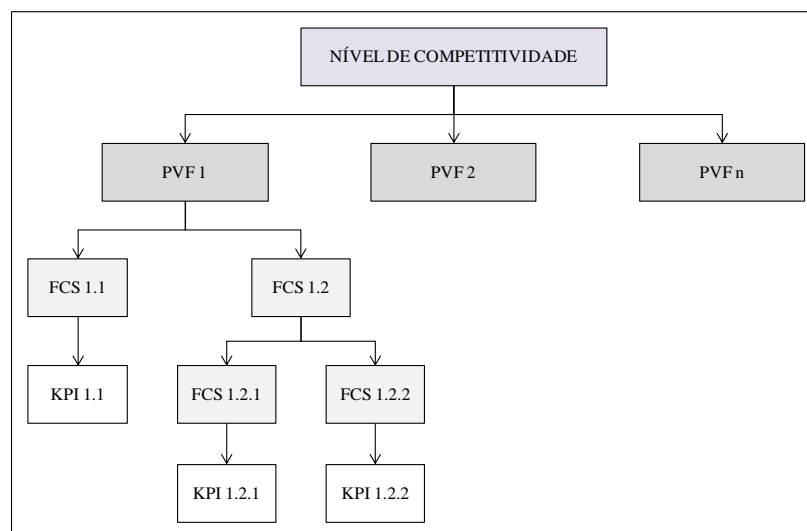 NÍVEL DE COMPETITIVIDADE
PVF 1
PVF 2
PVF n
FCS 1.1
FCS 1.2
KPI 1.1
FCS 1.2.1
FCS 1.2.2
KPI 1.2.1
KPI 1.2.2